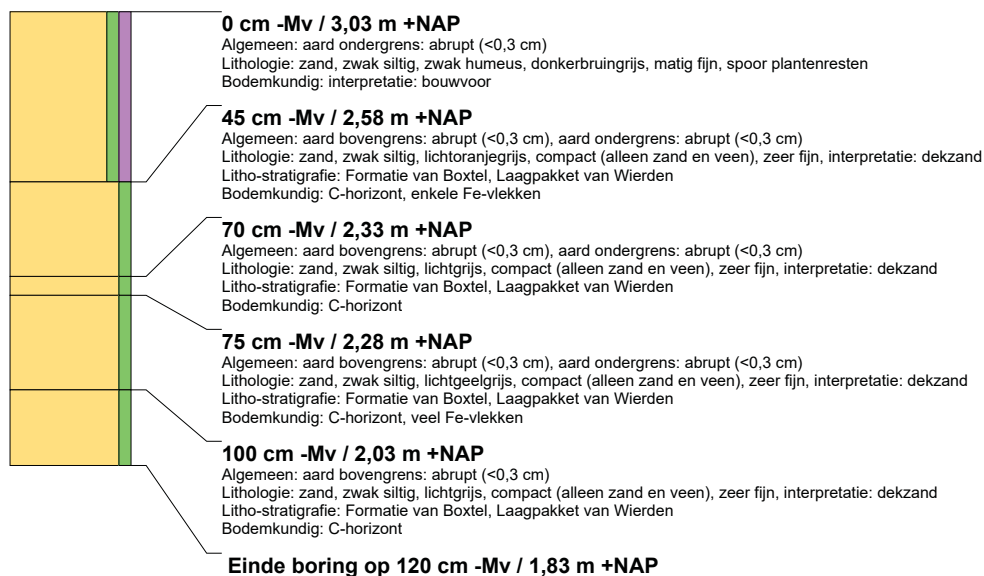 0 cm -Mv / 3,03 m +NAP
Algemeen: aard ondergrens: abrupt (<0,3 cm)
Lithologie: zand, zwak siltig, zwak humeus, donkerbruingrijs, matig fijn, spoor plantenresten
Bodemkundig: interpretatie: bouwvoor
45 cm -Mv / 2,58 m +NAP
Algemeen: aard bovengrens: abrupt (<0,3 cm), aard ondergrens: abrupt (<0,3 cm)
Lithologie: zand, zwak siltig, lichtoranjegrijs, compact (alleen zand en veen), zeer fijn, interpretatie: dekzand
Litho-stratigrafie: Formatie van Boxtel, Laagpakket van Wierden
Bodemkundig: C-horizont, enkele Fe-vlekken
70 cm -Mv / 2,33 m +NAP
Algemeen: aard bovengrens: abrupt (<0,3 cm), aard ondergrens: abrupt (<0,3 cm)
Lithologie: zand, zwak siltig, lichtgrijs, compact (alleen zand en veen), zeer fijn, interpretatie: dekzand
Litho-stratigrafie: Formatie van Boxtel, Laagpakket van Wierden
Bodemkundig: C-horizont
75 cm -Mv / 2,28 m +NAP
Algemeen: aard bovengrens: abrupt (<0,3 cm), aard ondergrens: abrupt (<0,3 cm)
Lithologie: zand, zwak siltig, lichtgeelgrijs, compact (alleen zand en veen), zeer fijn, interpretatie: dekzand
Litho-stratigrafie: Formatie van Boxtel, Laagpakket van Wierden
Bodemkundig: C-horizont, veel Fe-vlekken
100 cm -Mv / 2,03 m +NAP
Algemeen: aard bovengrens: abrupt (<0,3 cm)
Lithologie: zand, zwak siltig, lichtgrijs, compact (alleen zand en veen), zeer fijn, interpretatie: dekzand
Litho-stratigrafie: Formatie van Boxtel, Laagpakket van Wierden
Bodemkundig: C-horizont
Einde boring op 120 cm -Mv / 1,83 m +NAP